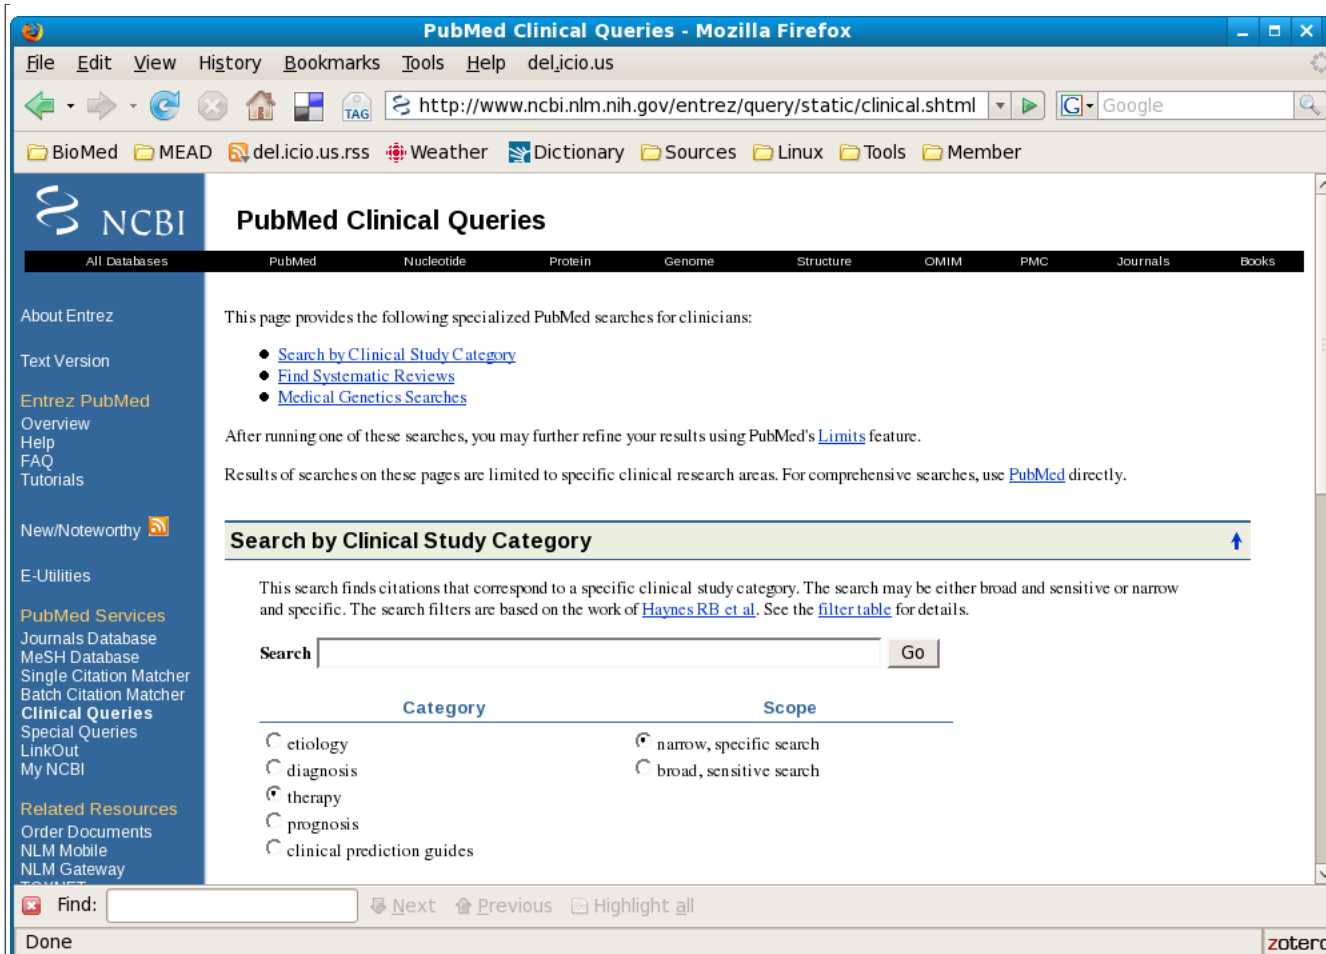 PubMed Clinical Queries - Mozilla Firefox
File Edit View History Bookmarks Tools Help del.icio.us
TAG http://www.ncbi.nlm.nih.gov/entrez/query/static/clinical.shtml G Google
BioMed MEAD del.icio.us.rss Weather Dictionary Sources Linux Tools Member
NCBI PubMed Clinical Queries
All Databases PubMed Nucleotide Protein Genome Structure OMIM PMC Journals Books
About Entrez
Text Version
Entrez PubMed
Overview
Help
FAQ
Tutorials
New/Noteworthy
E-Utilities
PubMed Services
Journals Database
MeSH Database
Single Citation Matcher
Batch Citation Matcher
Clinical Queries
Special Queries
LinkOut
My NCBI
Related Resources
Order Documents
NLM Mobile
NLM Gateway
TOXNET
This page provides the following specialized PubMed searches for clinicians:
Search by Clinical Study Category
Find Systematic Reviews
Medical Genetics Searches
After running one of these searches, you may further refine your results using PubMed's Limits feature.
Results of searches on these pages are limited to specific clinical research areas. For comprehensive searches, use PubMed directly.
Search by Clinical Study Category
This search finds citations that correspond to a specific clinical study category. The search may be either broad and sensitive or narrow
and specific. The search filters are based on the work of Haynes RB et al. See the filter table for details.
Search Go
Category Scope
etiology narrow, specific search
diagnosis broad, sensitive search
therapy
prognosis
clinical prediction guides
Find: Next Previous Highlight all
Done zotero